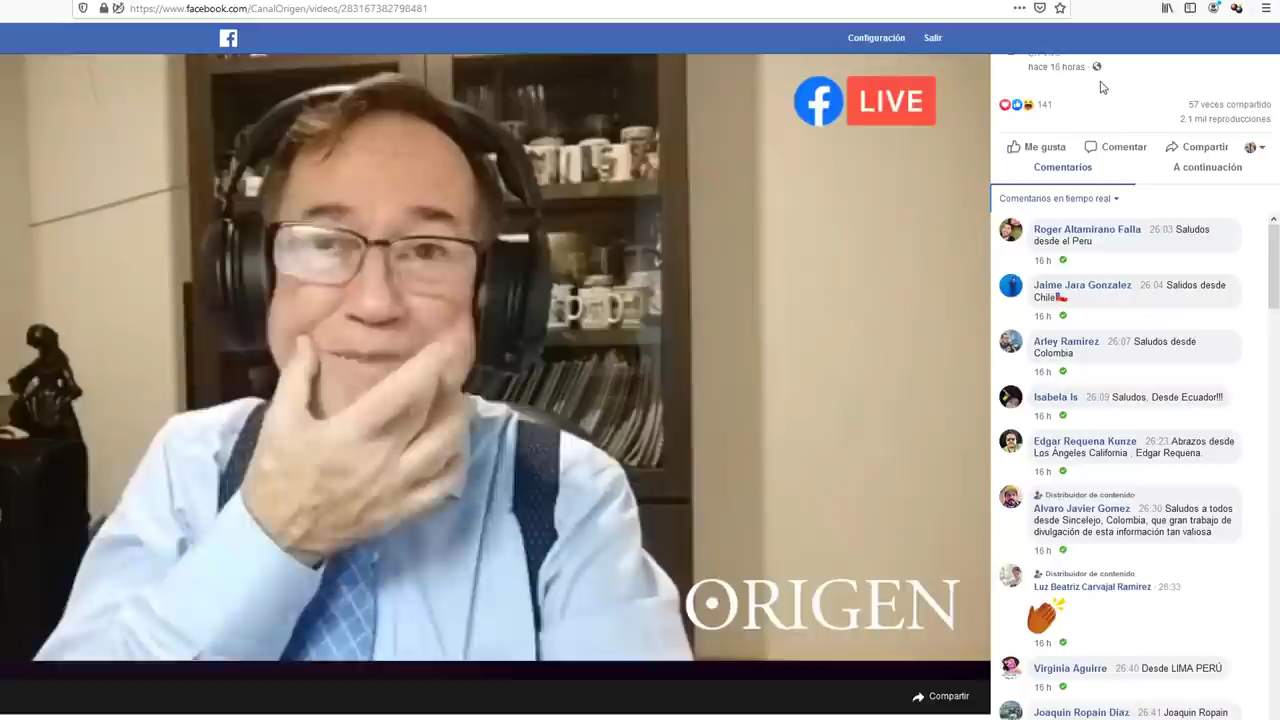 https://www.facebook.com/CanalOrigen/videos/283167382798481
f
Configuración Salir
f LIVE
ORIGEN
Compartir
hace 16 horas ·
141
57 veces compartido
2.1 mil reproducciones
Me gusta Comentar Compartir
Comentarios A continuación
Comentarios en tiempo real
Roger Altamirano Falla 26:03 Saludos
desde el Peru
16 h
Jaime Jara Gonzalez 26:04 Salidos desde
Chile
16 h
Arley Ramirez 26:07 Saludos desde
Colombia
16 h
Isabela Is 26:09 Saludos, Desde Ecuador!!!
16 h
Edgar Requena Kunze 26:23 Abrazos desde
Los Ángeles California , Edgar Requena.
16 h
Distribuidor de contenido
Alvaro Javier Gomez 26:30 Saludos a todos
desde Sincelejo, Colombia, que gran trabajo de
divulgación de esta información tan valiosa
16 h
Distribuidor de contenido
Luz Beatriz Carvajal Ramirez · 26:33
16 h
Virginia Aguirre 26:40 Desde LIMA PERÚ
16 h
Joaquin Ropain Diaz 26:41 Joaquin Ropain